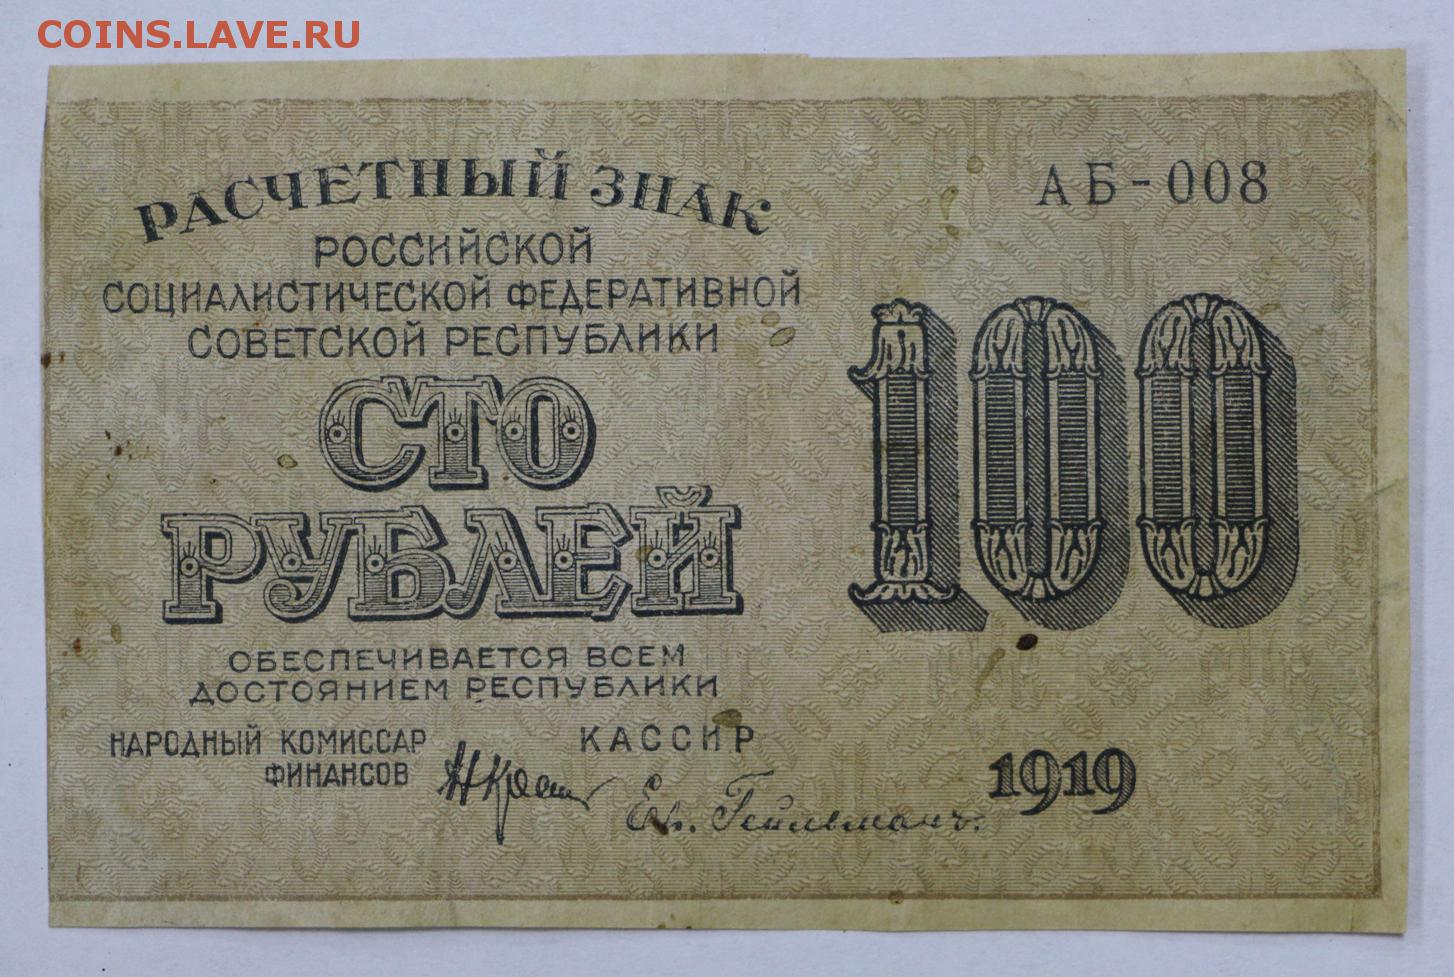 COINS.LAVE.RU
РАСЧЕТНЫЙ ЗНАК
АБ-008
РОССИЙСКОЙ
СОЦИАЛИСТИЧЕСКОЙ ФЕДЕРАТИВНОЙ
СОВЕТСКОЙ РЕСПУБЛИКИ
100
СТО
РУБЛЕЙ
ОБЕСПЕЧИВАЕТСЯ ВСЕМ
ДОСТОЯНИЕМ РЕСПУБЛИКИ
НАРОДНЫЙ КОМИССАР
ФИНАНСОВ
КАССИР
Гейльманъ.
1919